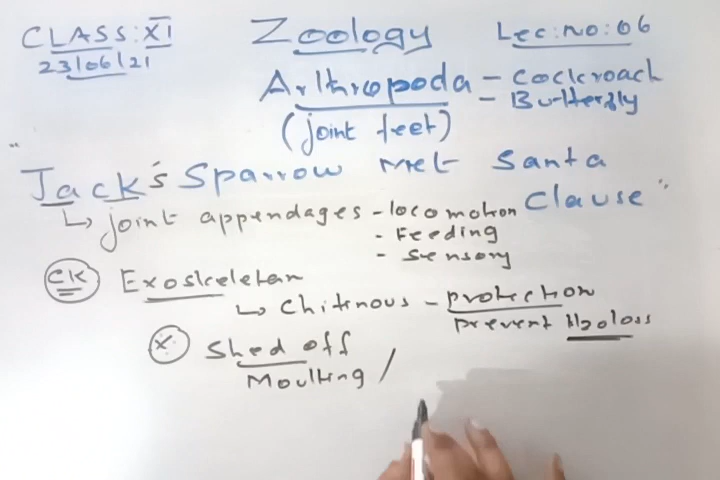 CLASS: XI
23/06/21
Zoology
Lec: no: 06
Arthropoda - cockroach
- Butterfly
(joint feet)
"Jack's Sparrow met Santa
Clause"
↳ joint appendages - locomotion
- Feeding
- Sensory
CK Exoskeletan
↳ chitinous - protection
prevent H2o loss
x. Shed off
Moulting /